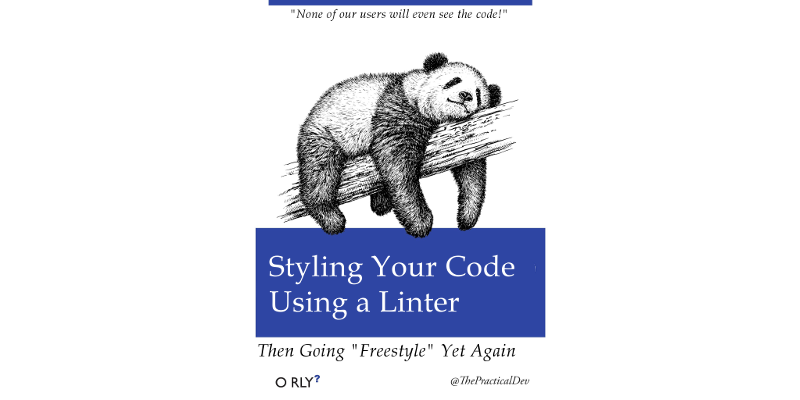 "None of our users will even see the code!"
Styling Your Code
Using a Linter
Then Going "Freestyle" Yet Again
O RLY?
@ThePracticalDev